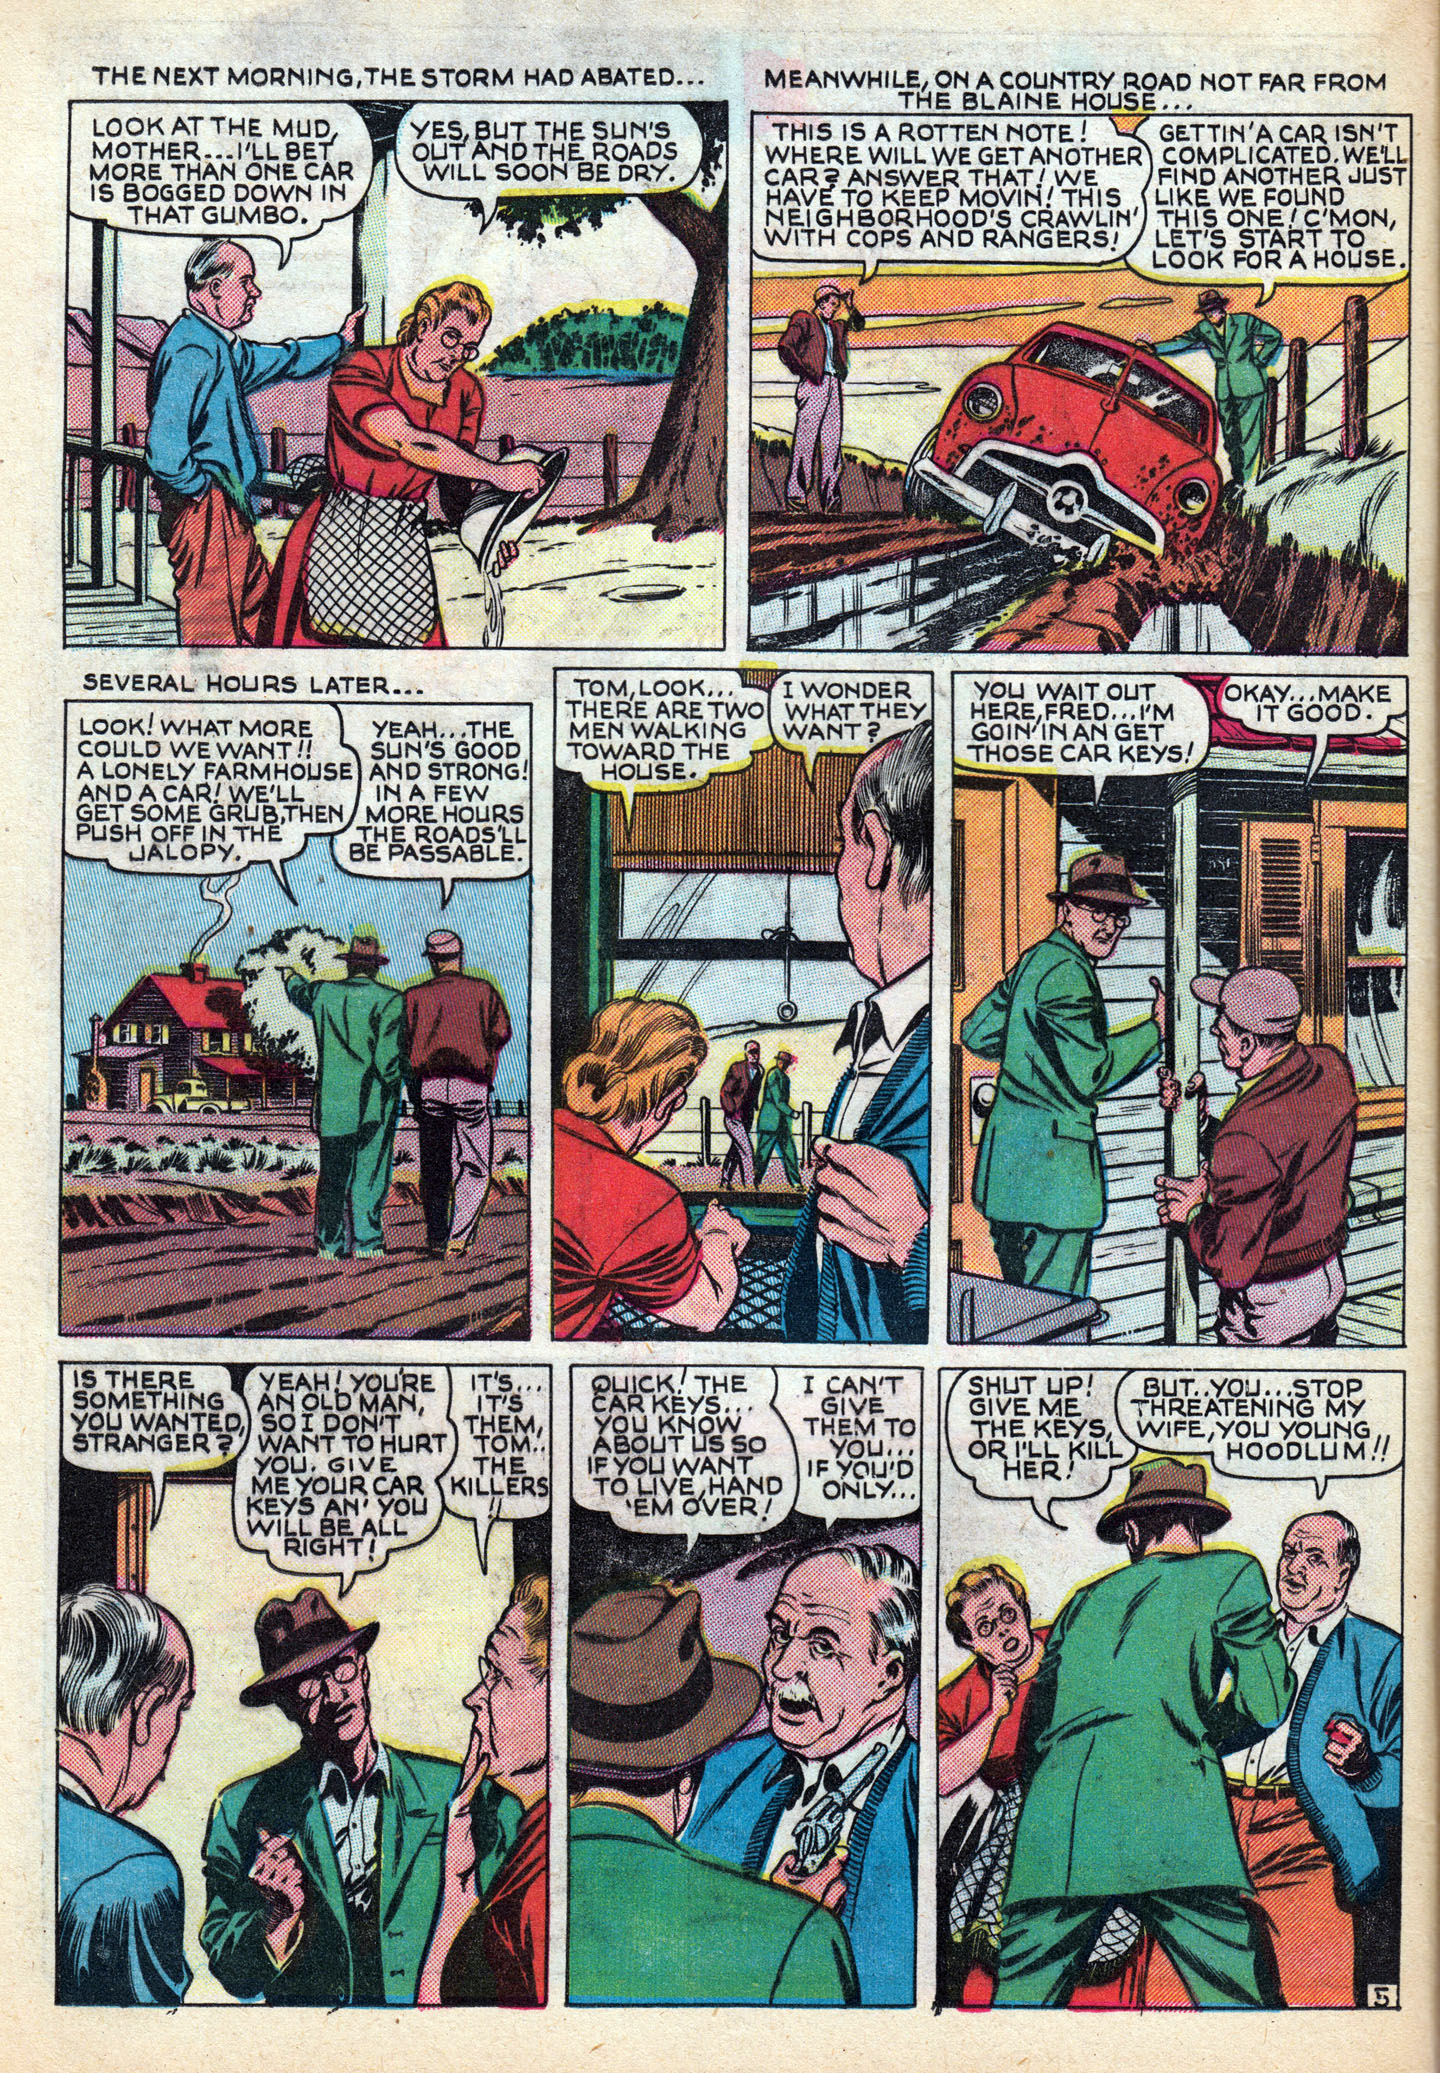 THE NEXT MORNING, THE STORM HAD ABATED...
LOOK AT THE MUD,
MOTHER...I'LL BET
MORE THAN ONE CAR
IS BOGGED DOWN IN
THAT GUMBO.
YES, BUT THE SUN'S
OUT AND THE ROADS
WILL SOON BE DRY.
MEANWHILE, ON A COUNTRY ROAD NOT FAR FROM
THE BLAINE HOUSE...
THIS IS A ROTTEN NOTE!
WHERE WILL WE GET ANOTHER
CAR? ANSWER THAT! WE
HAVE TO KEEP MOVIN'! THIS
NEIGHBORHOOD'S CRAWLIN'
WITH COPS AND RANGERS!
GETTIN' A CAR ISN'T
COMPLICATED. WE'LL
FIND ANOTHER JUST
LIKE WE FOUND
THIS ONE! C'MON,
LET'S START TO
LOOK FOR A HOUSE.
SEVERAL HOURS LATER...
LOOK! WHAT MORE
COULD WE WANT!!
A LONELY FARMHOUSE
AND A CAR! WE'LL
GET SOME GRUB, THEN
PUSH OFF IN THE
JALOPY.
YEAH...THE
SUN'S GOOD
AND STRONG!
IN A FEW
MORE HOURS
THE ROADS'LL
BE PASSABLE.
TOM, LOOK...
THERE ARE TWO
MEN WALKING
TOWARD THE
HOUSE.
I WONDER
WHAT THEY
WANT?
YOU WAIT OUT
HERE, FRED...I'M
GOIN' IN AN GET
THOSE CAR KEYS!
OKAY...MAKE
IT GOOD.
IS THERE
SOMETHING
YOU WANTED,
STRANGER?
YEAH! YOU'RE
AN OLD MAN,
SO I DON'T
WANT TO HURT
YOU. GIVE
ME YOUR CAR
KEYS AN' YOU
WILL BE ALL
RIGHT!
IT'S...
IT'S
THEM,
TOM..
THE
KILLERS
!!
QUICK! THE
CAR KEYS...
YOU KNOW
ABOUT US SO
IF YOU WANT
TO LIVE, HAND
'EM OVER!
I CAN'T
GIVE
THEM TO
YOU...
IF YOU'D
ONLY...
SHUT UP!
GIVE ME
THE KEYS,
OR I'LL KILL
HER!
BUT..YOU...STOP
THREATENING MY
WIFE, YOU YOUNG
HOODLUM!!
5